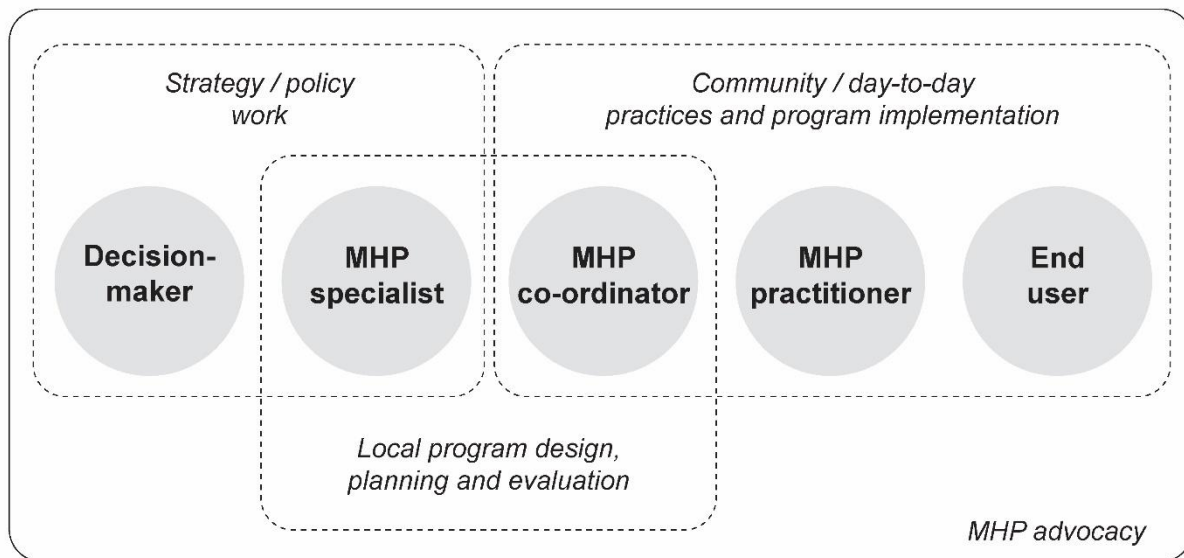 Strategy / policy
work
Community / day-to-day
practices and program implementation
Decision-
maker
MHP
specialist
MHP
co-ordinator
MHP
practitioner
End
user
Local program design,
planning and evaluation
MHP advocacy